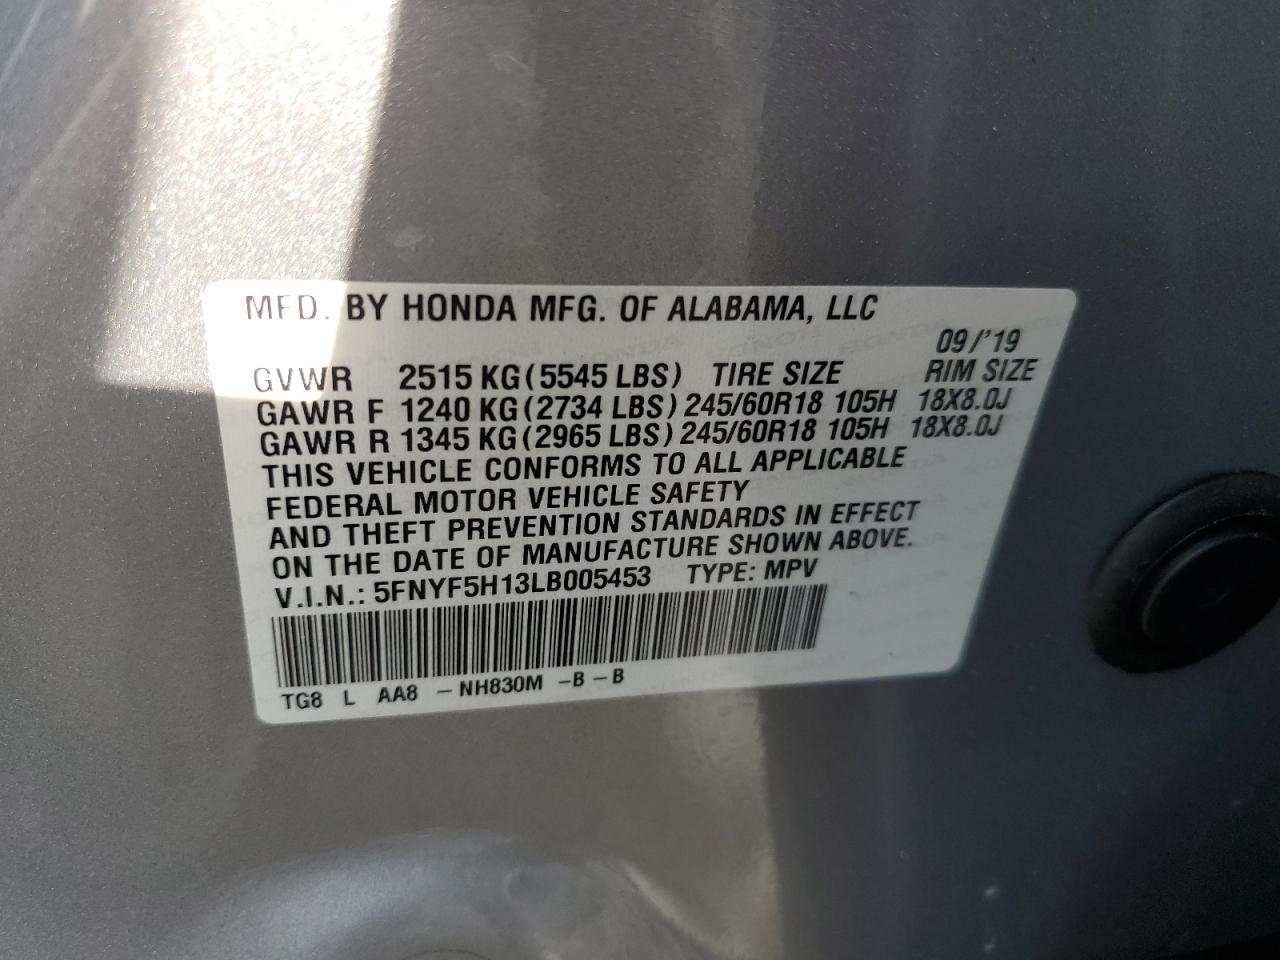 MFD. BY HONDA MFG. OF ALABAMA, LLC
09/'19
GVWR 2515 KG (5545 LBS) TIRE SIZE RIM SIZE
GAWR F 1240 KG (2734 LBS) 245/60R18 105H 18X8.0J
GAWR R 1345 KG (2965 LBS) 245/60R18 105H 18X8.0J
THIS VEHICLE CONFORMS TO ALL APPLICABLE
FEDERAL MOTOR VEHICLE SAFETY
AND THEFT PREVENTION STANDARDS IN EFFECT
ON THE DATE OF MANUFACTURE SHOWN ABOVE.
V.I.N.: 5FNYF5H13LB005453 TYPE: MPV
TG8 L AA8 - NH830M - B - B